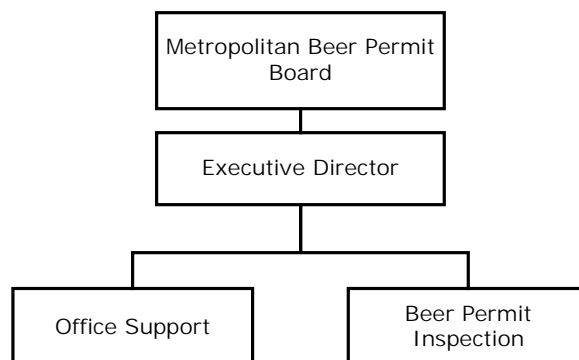 Metropolitan Beer Permit
Board
Executive Director
Office Support
Beer Permit
Inspection